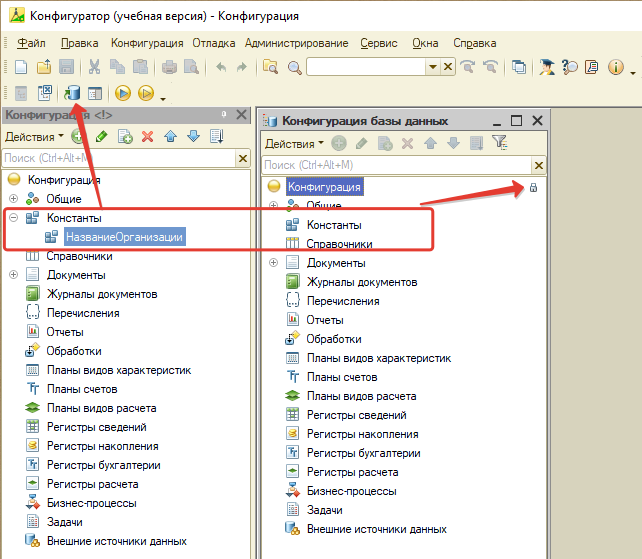 Конфигуратор (учебная версия) - Конфигурация
Файл Правка Конфигурация Отладка Администрирование Сервис Окна Справка
Конфигурация <!>
Действия
Поиск (Ctrl+Alt+M)
Конфигурация
Общие
Константы
НазваниеОрганизации
Справочники
Документы
Журналы документов
Перечисления
Отчеты
Обработки
Планы видов характеристик
Планы счетов
Планы видов расчета
Регистры сведений
Регистры накопления
Регистры бухгалтерии
Регистры расчета
Бизнес-процессы
Задачи
Внешние источники данных
Конфигурация базы данных
Действия
Поиск (Ctrl+Alt+M)
Конфигурация
Общие
Константы
Справочники
Документы
Журналы документов
Перечисления
Отчеты
Обработки
Планы видов характеристик
Планы счетов
Планы видов расчета
Регистры сведений
Регистры накопления
Регистры бухгалтерии
Регистры расчета
Бизнес-процессы
Задачи
Внешние источники данных